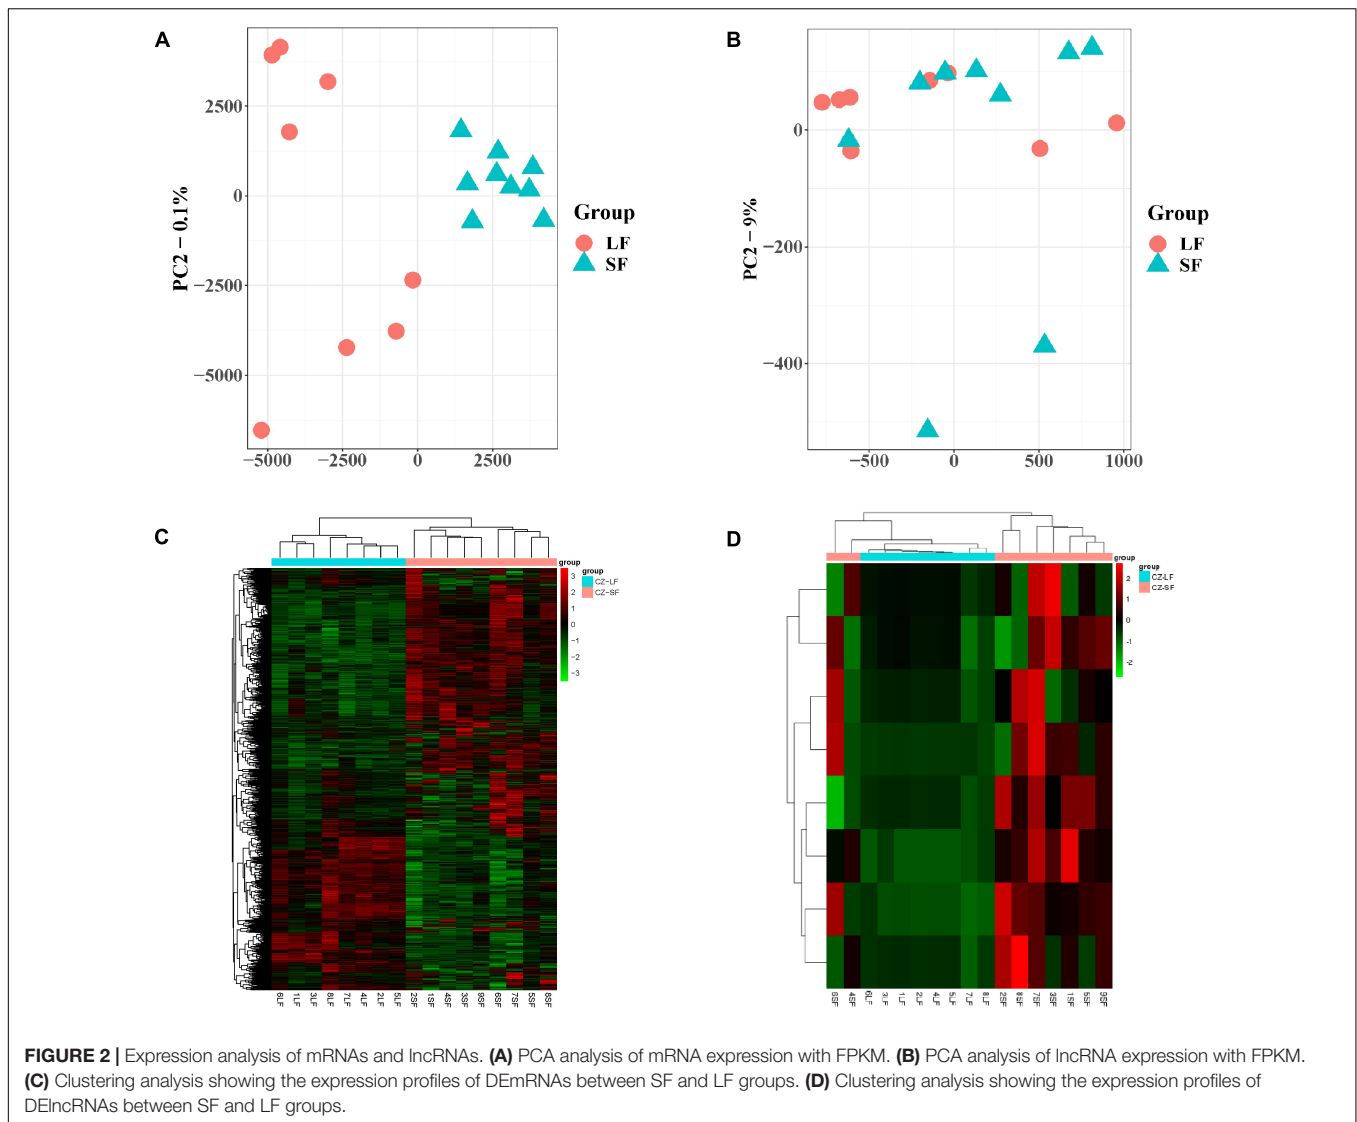 A
2500
0
−2500
−5000
PC2 − 0.1%
−5000 −2500 0 2500
Group
LF
SF
B
0
−200
−400
PC2 − 9%
−500 0 500 1000
Group
LF
SF
C
group
3
2
1
0
−1
−2
−3
group
CZ−LF
CZ−SF
6LF 1LF 3LF 8LF 7LF 4LF 2LF 5LF 2SF 1SF 4SF 3SF 9SF 6SF 7SF 5SF 8SF
D
group
2
1
0
-1
-2
group
CZ-LF
CZ-SF
6SF 4SF 6LF 3LF 1LF 2LF 4LF 5LF 7LF 8LF 2SF 8SF 7SF 3SF 1SF 5SF 9SF
FIGURE 2 | Expression analysis of mRNAs and lncRNAs. (A) PCA analysis of mRNA expression with FPKM. (B) PCA analysis of lncRNA expression with FPKM.
(C) Clustering analysis showing the expression profiles of DEmRNAs between SF and LF groups. (D) Clustering analysis showing the expression profiles of
DElncRNAs between SF and LF groups.